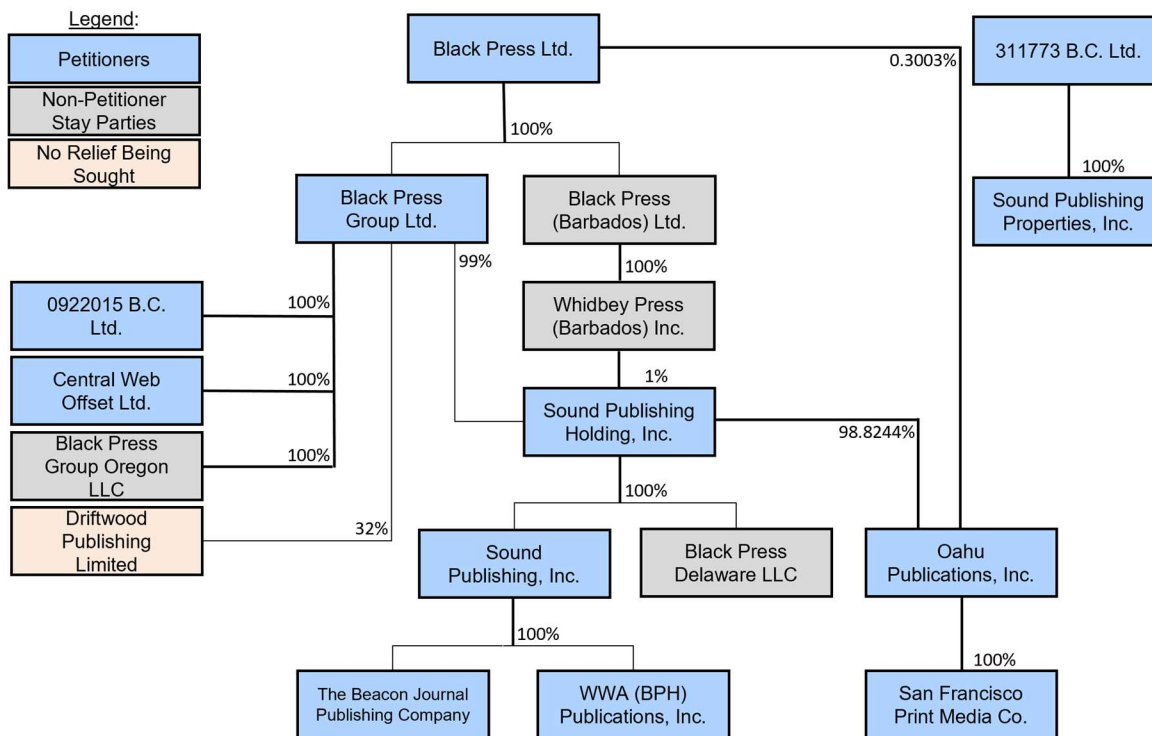 Legend:
Petitioners
Non-Petitioner
Stay Parties
No Relief Being
Sought
Black Press Ltd.
0.3003%
311773 B.C. Ltd.
100%
100%
Sound Publishing
Properties, Inc.
Black Press
Group Ltd.
Black Press
(Barbados) Ltd.
99%
100%
0922015 B.C.
Ltd.
100%
Whidbey Press
(Barbados) Inc.
Central Web
Offset Ltd.
100%
1%
Sound Publishing
Holding, Inc.
98.8244%
Black Press
Group Oregon
LLC
100%
100%
Driftwood
Publishing
Limited
32%
Sound
Publishing, Inc.
Black Press
Delaware LLC
Oahu
Publications, Inc.
100%
100%
The Beacon Journal
Publishing Company
WWA (BPH)
Publications, Inc.
San Francisco
Print Media Co.